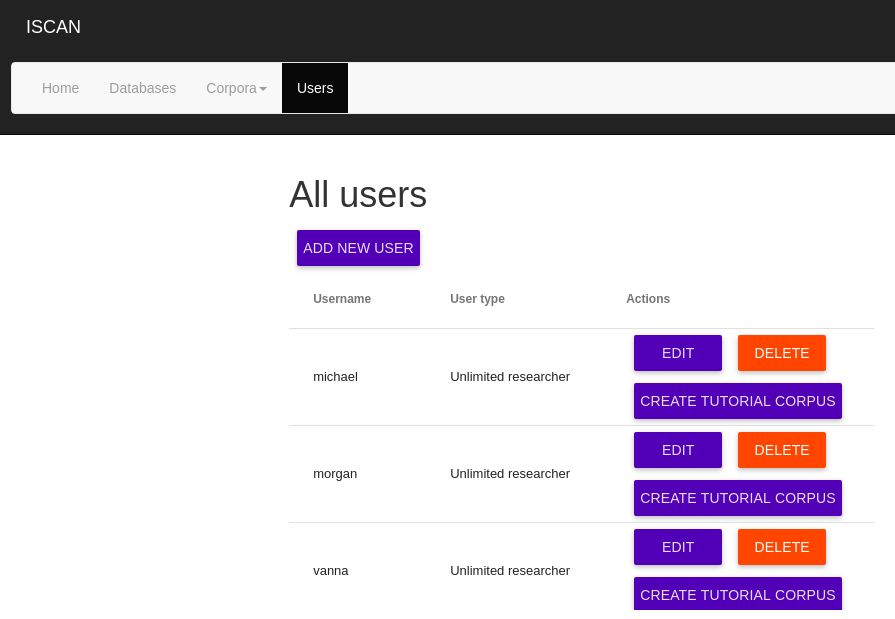 ISCAN
Home Databases Corpora Users
All users
ADD NEW USER
Username User type Actions
EDIT DELETE
michael Unlimited researcher
CREATE TUTORIAL CORPUS
EDIT DELETE
morgan Unlimited researcher
CREATE TUTORIAL CORPUS
EDIT DELETE
vanna Unlimited researcher
CREATE TUTORIAL CORPUS